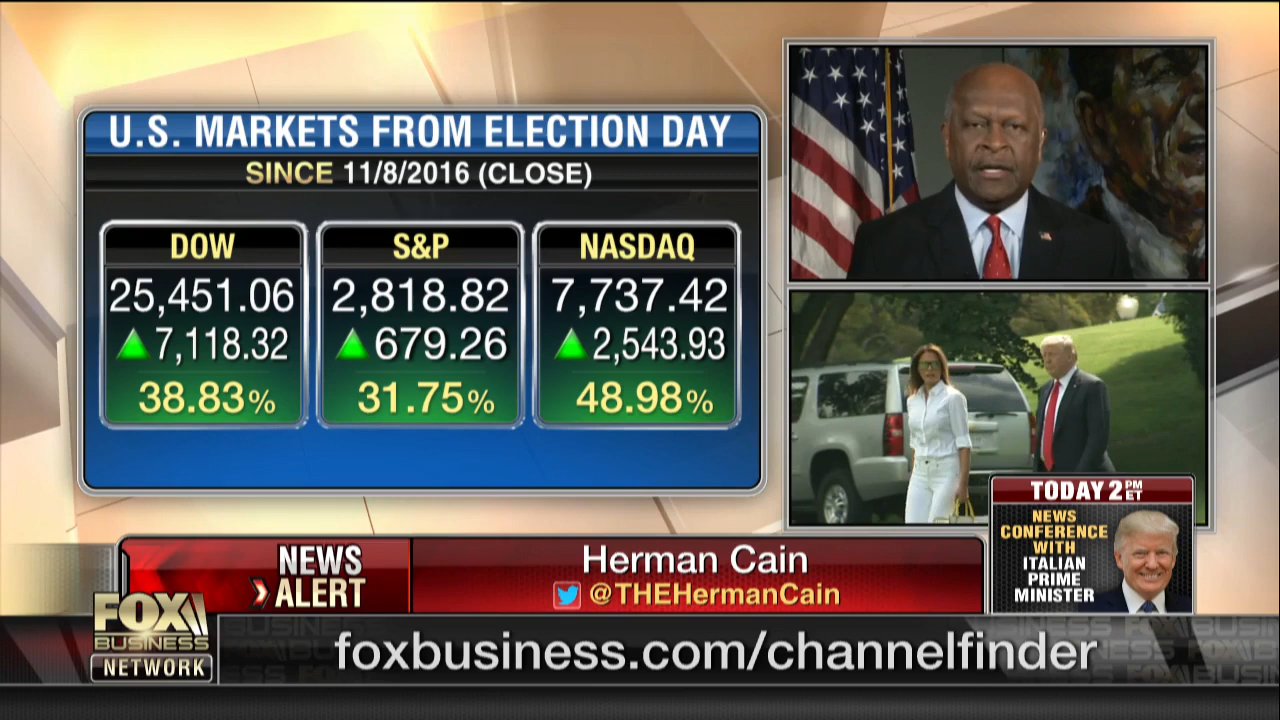 U.S. MARKETS FROM ELECTION DAY
SINCE 11/8/2016 (CLOSE)
DOW
25,451.06
7,118.32
38.83%
S&P
2,818.82
679.26
31.75%
NASDAQ
7,737.42
2,543.93
48.98%
TODAY 2 PM ET
NEWS
CONFERENCE
WITH
ITALIAN
PRIME
MINISTER
NEWS
ALERT
Herman Cain
@THEHermanCain
FOX
BUSINESS
NETWORK
foxbusiness.com/channelfinder